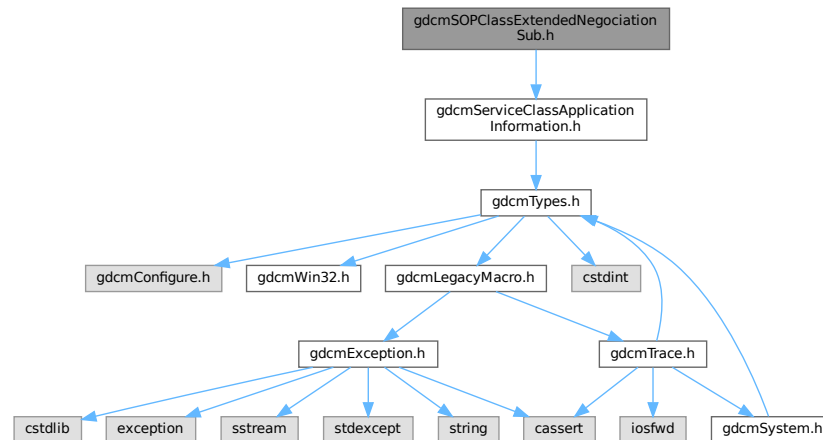 gdcmSOPClassExtendedNegociation
Sub.h
gdcmServiceClassApplication
Information.h
gdcmTypes.h
gdcmConfigure.h
gdcmWin32.h
gdcmLegacyMacro.h
cstdint
gdcmException.h
gdcmTrace.h
cstdlib
exception
sstream
stdexcept
string
cassert
iosfwd
gdcmSystem.h